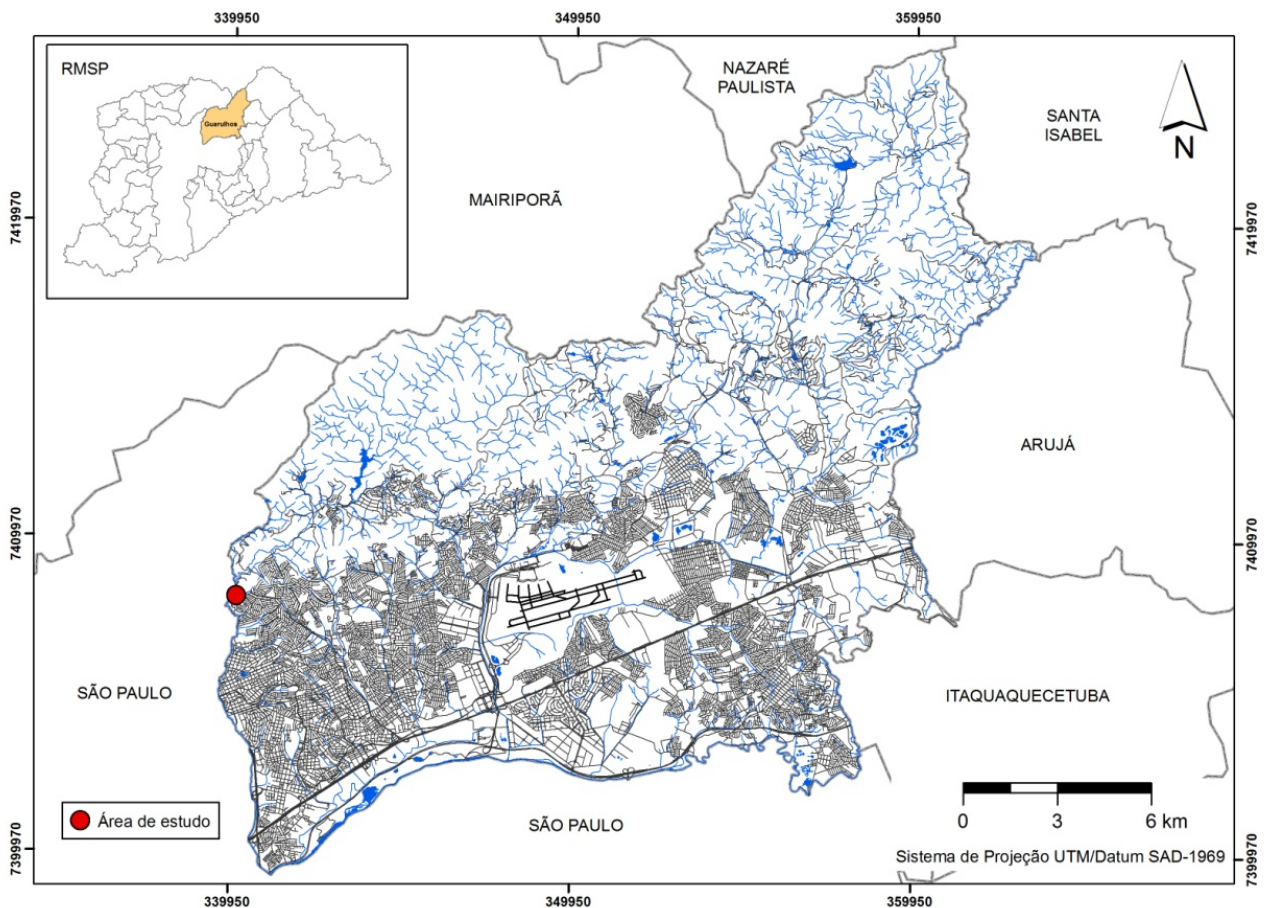 339950
349950
359950
RMSP
Guarulhos
NAZARÉ
PAULISTA
SANTA
ISABEL
N
MAIRIPORÃ
7419970
7419970
ARUJÁ
7409970
7409970
SÃO PAULO
ITAQUAQUECETUBA
Área de estudo
SÃO PAULO
0 3 6 km
Sistema de Projeção UTM/Datum SAD-1969
7399970
7399970
339950
349950
359950